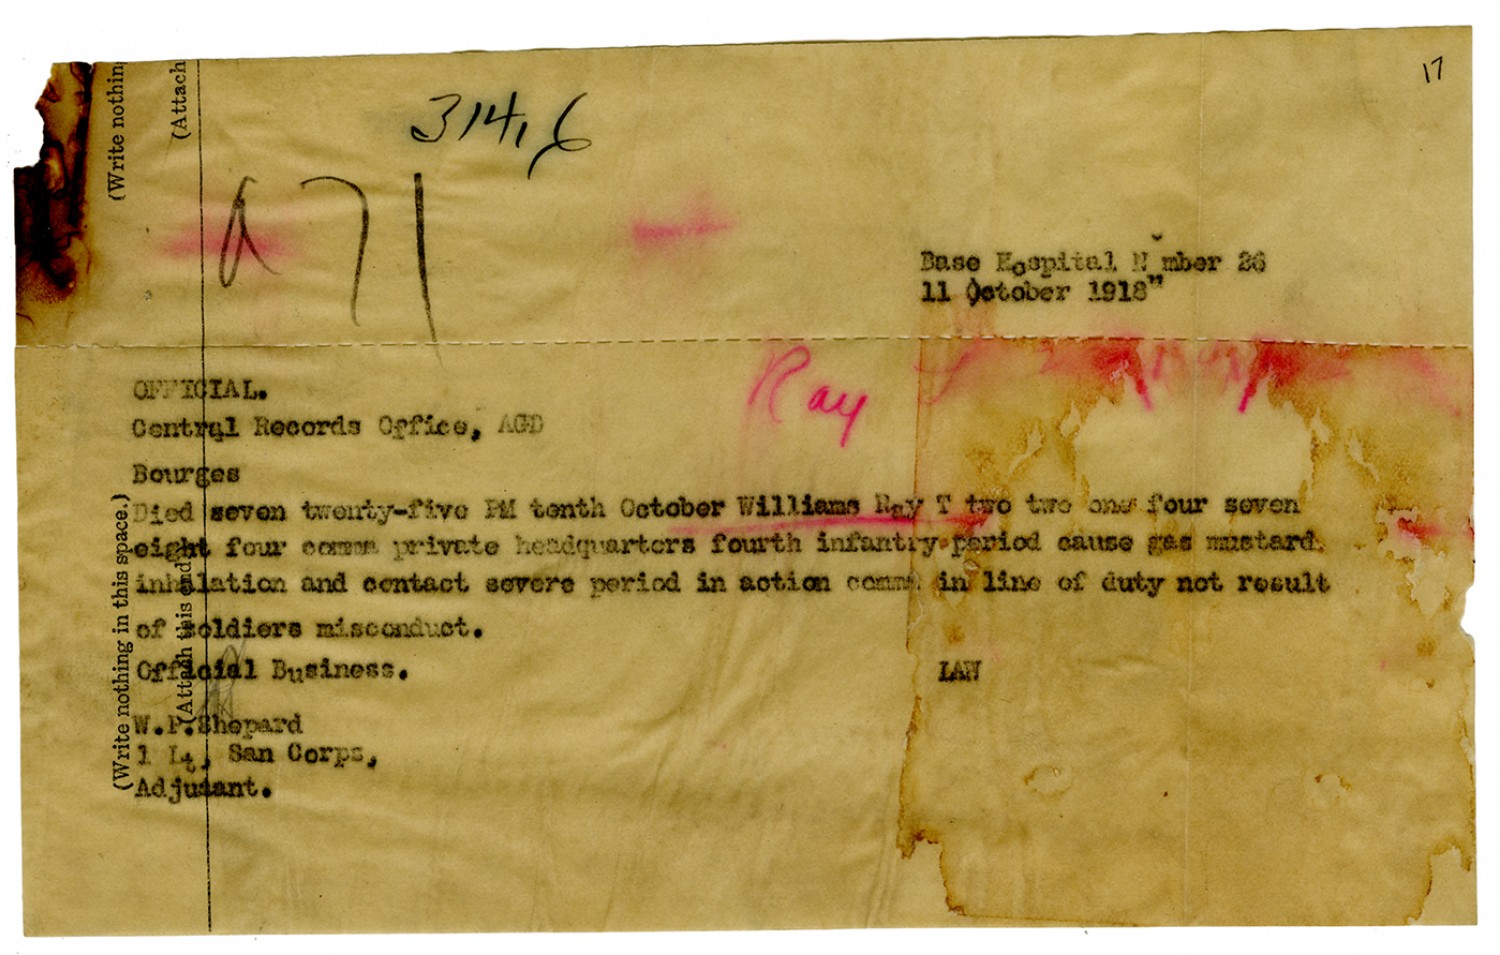 17
(Write nothin
(Attach
314.6
a71
Base Hospital N mber 26
11 October 1918"
Ray
OFFICIAL.
Central Records Office, AGD
Bourges
Died seven twenty-five PM tenth October Williams Ray T two two one four seven
eight four comma private headquarters fourth infantry period cause gas mustard
inhalation and contact severe period in action comma in line of duty not result
of soldiers misconduct.
Official Business.
LAW
W.P.Shepard
1 Lt, San Corps,
Adjutant.
(Write nothing in this space.)
(Attach this